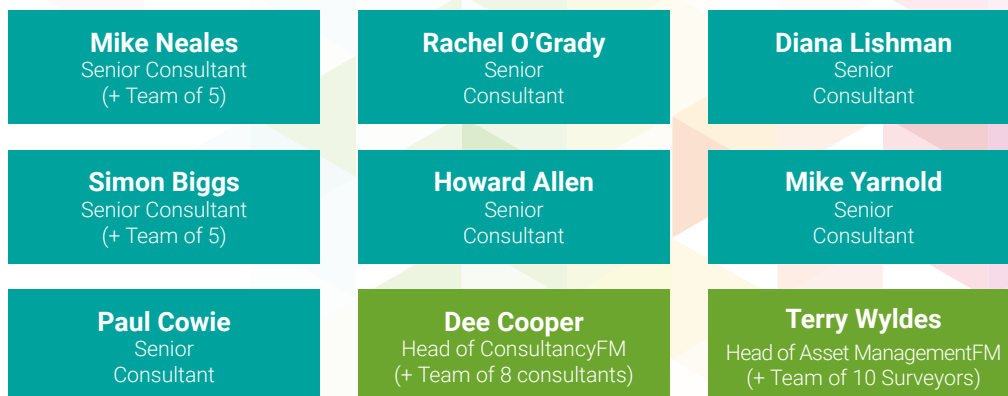 Mike Neales
Senior Consultant
(+ Team of 5)
Rachel O’Grady
Senior
Consultant
Diana Lishman
Senior
Consultant
Simon Biggs
Senior Consultant
(+ Team of 5)
Howard Allen
Senior
Consultant
Mike Yarnold
Senior
Consultant
Paul Cowie
Senior
Consultant
Dee Cooper
Head of ConsultancyFM
(+ Team of 8 consultants)
Terry Wyldes
Head of Asset ManagementFM
(+ Team of 10 Surveyors)